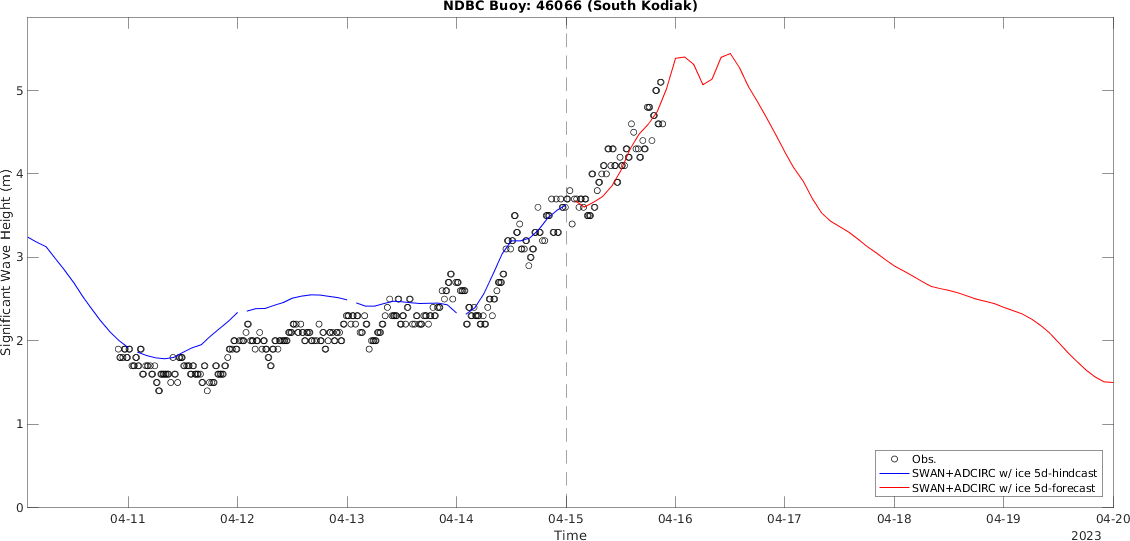 NDBC Buoy: 46066 (South Kodiak)
Significant Wave Height (m)
5
4
3
2
1
0
Obs.
SWAN+ADCIRC w/ ice 5d-hindcast
SWAN+ADCIRC w/ ice 5d-forecast
04-11 04-12 04-13 04-14 04-15 04-16 04-17 04-18 04-19 04-20
Time
2023